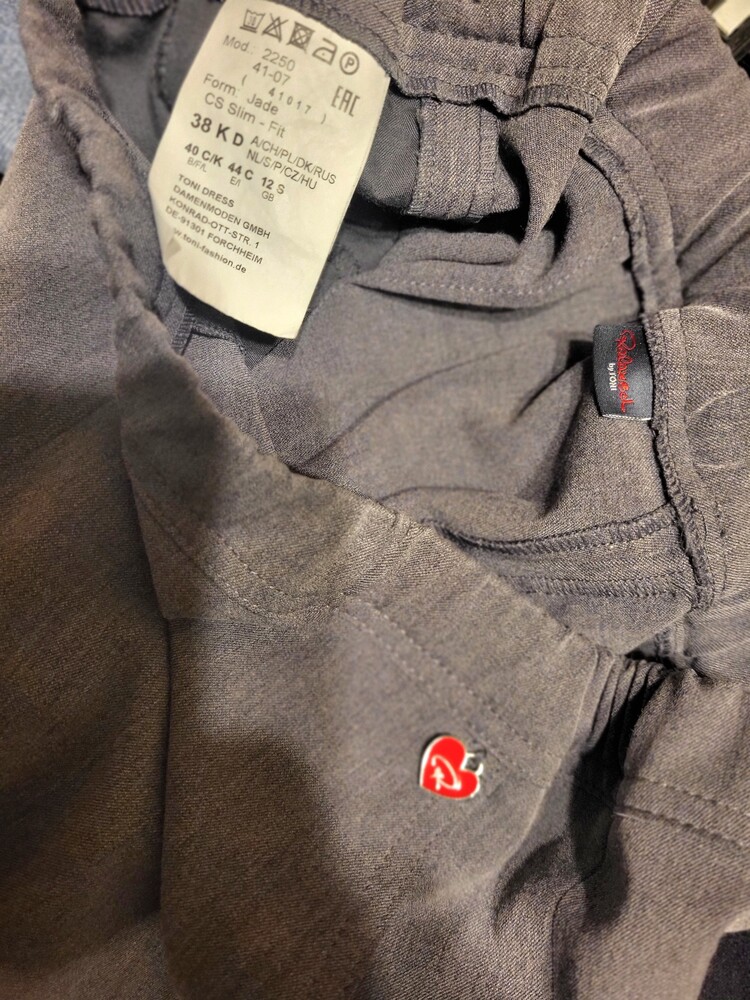 Mod.: 2250
41-07
( 41017 )
EAC
Form: Jade
CS Slim - Fit
38 K D A/CH/PL/DK/RUS
NL/S/P/CZ/HU
40 C/K 44 C 12 S
B/F/L E/I GB
TONI DRESS
DAMENMODEN GMBH
KONRAD-OTT-STR. 1
DE-91301 FORCHHEIM
www.toni-fashion.de
P
Relaxed
by TONI